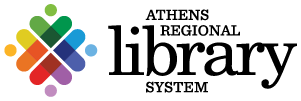 ATHENS
REGIONAL
library
SYSTEM